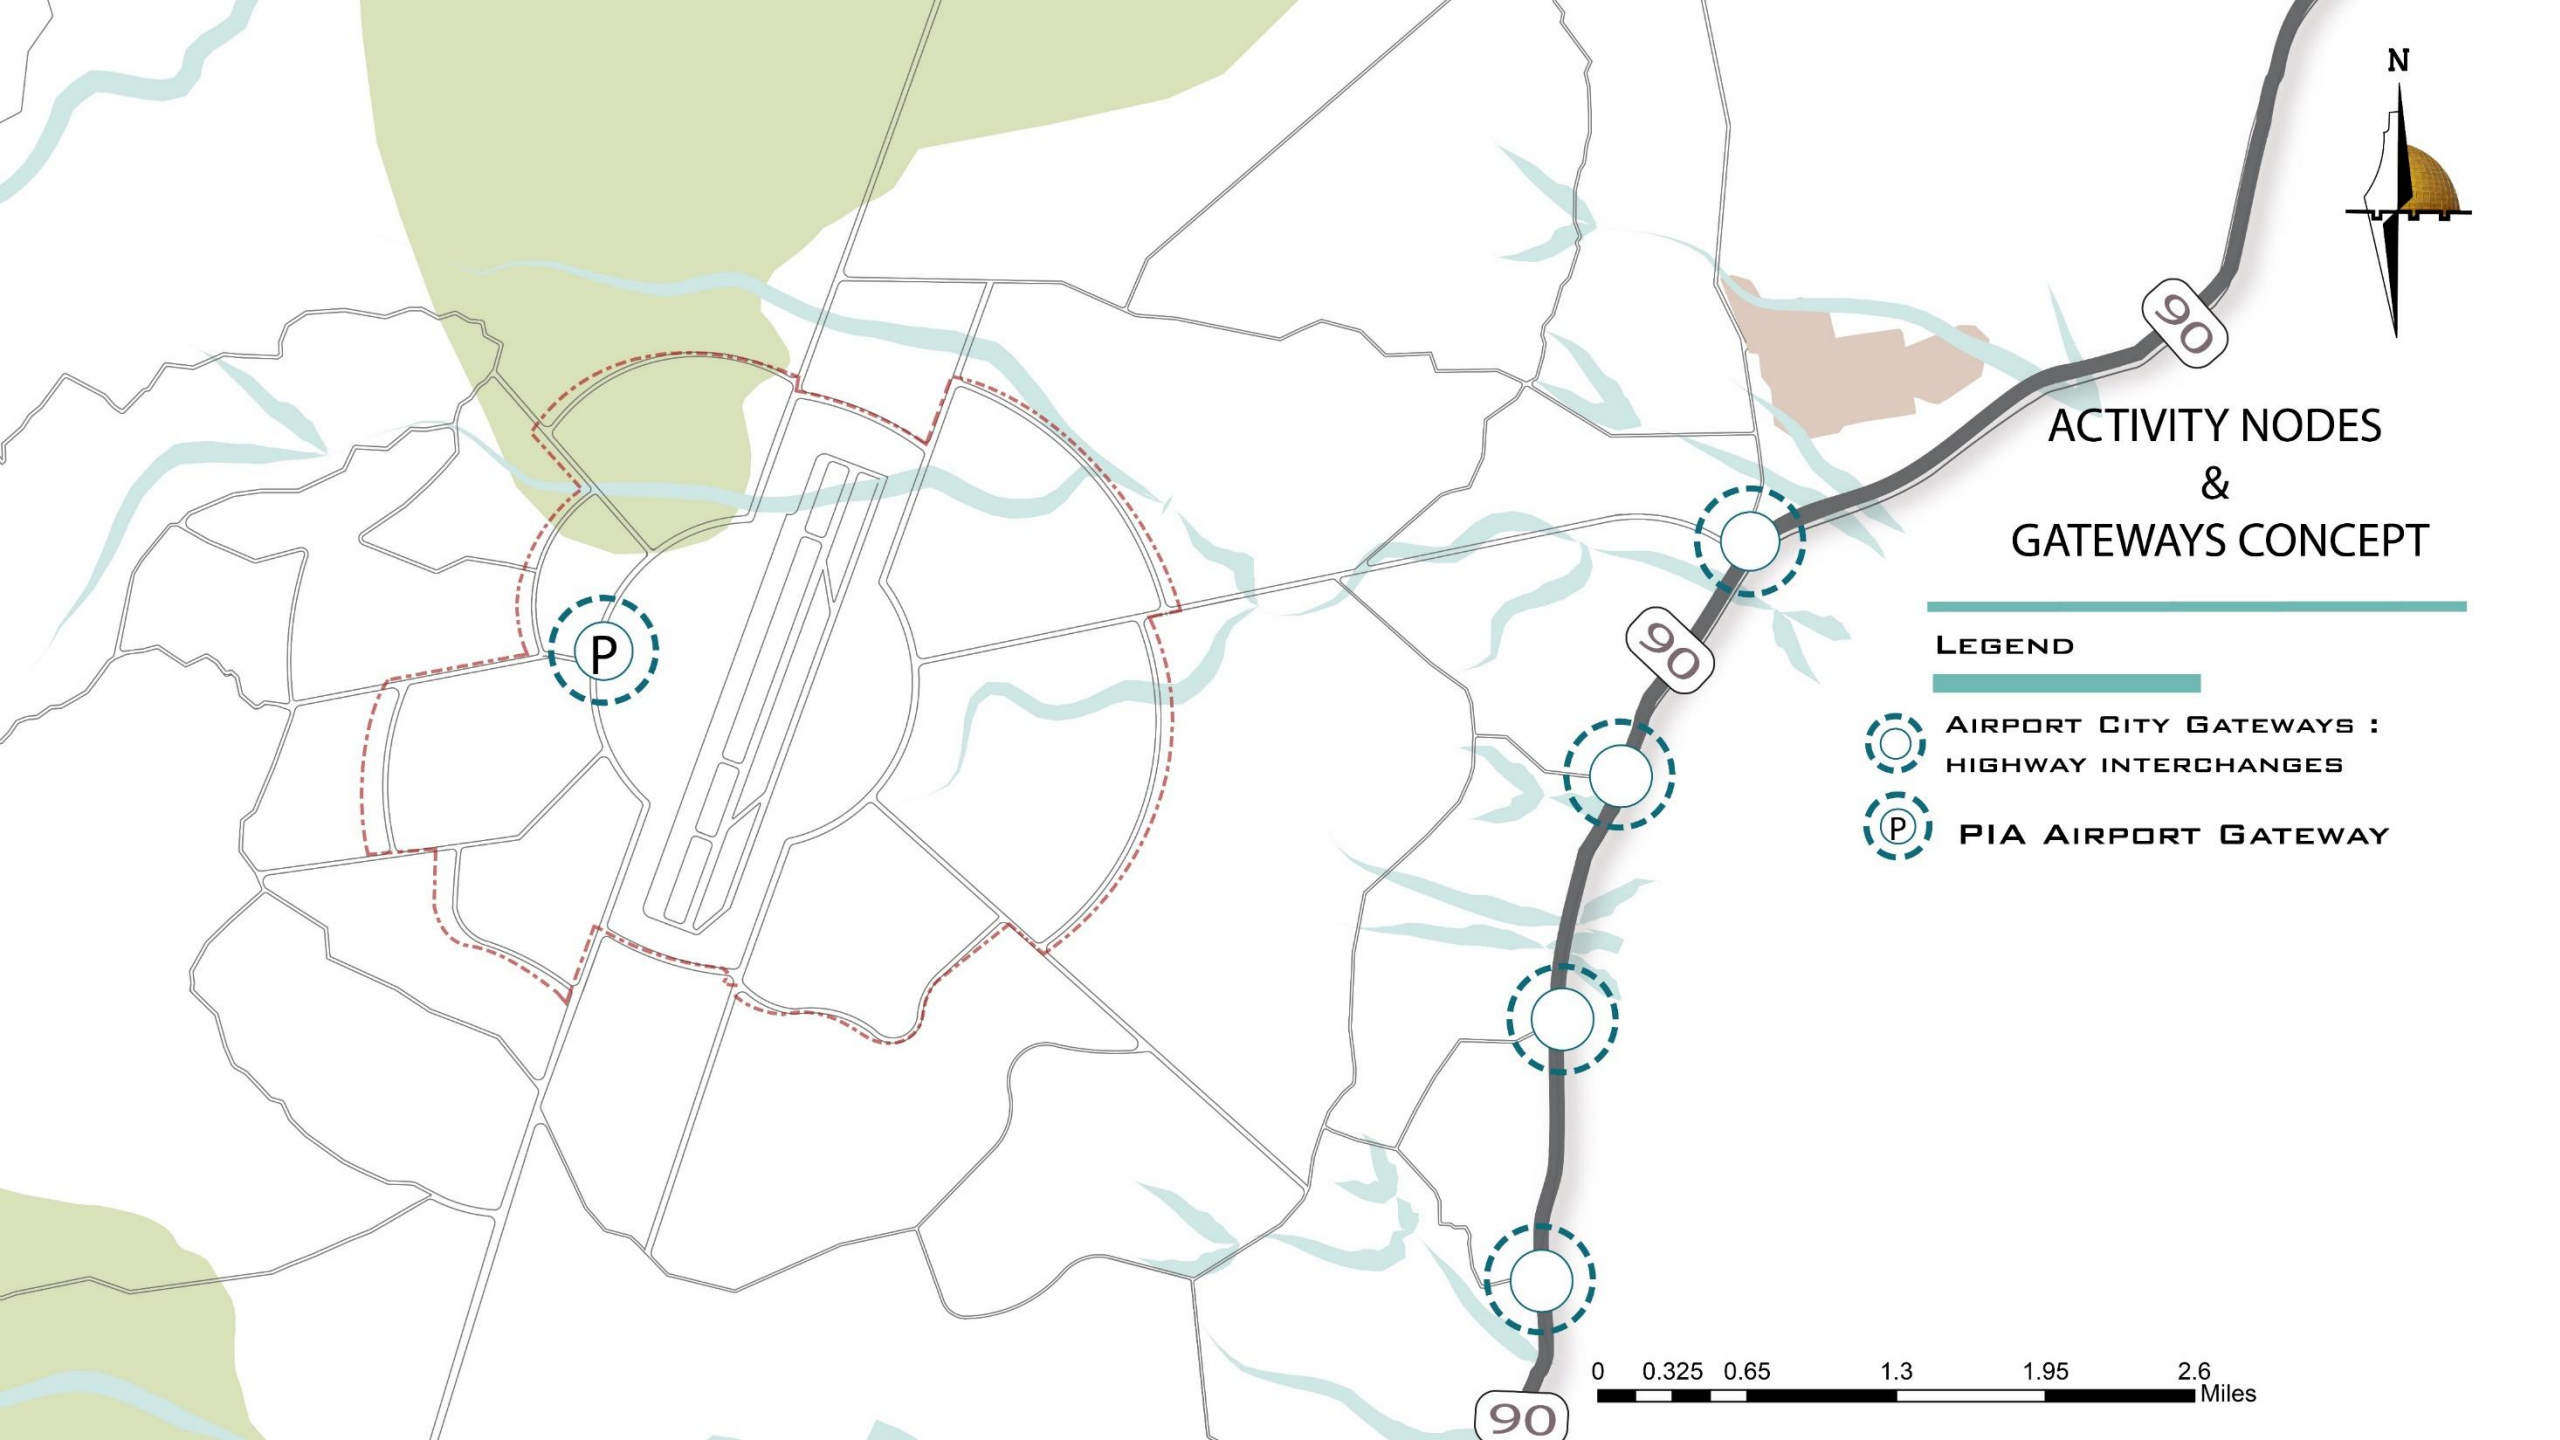 N
90
ACTIVITY NODES
&
GATEWAYS CONCEPT
90
LEGEND
AIRPORT CITY GATEWAYS :
HIGHWAY INTERCHANGES
P
P PIA AIRPORT GATEWAY
0 0.325 0.65 1.3 1.95 2.6
Miles
90